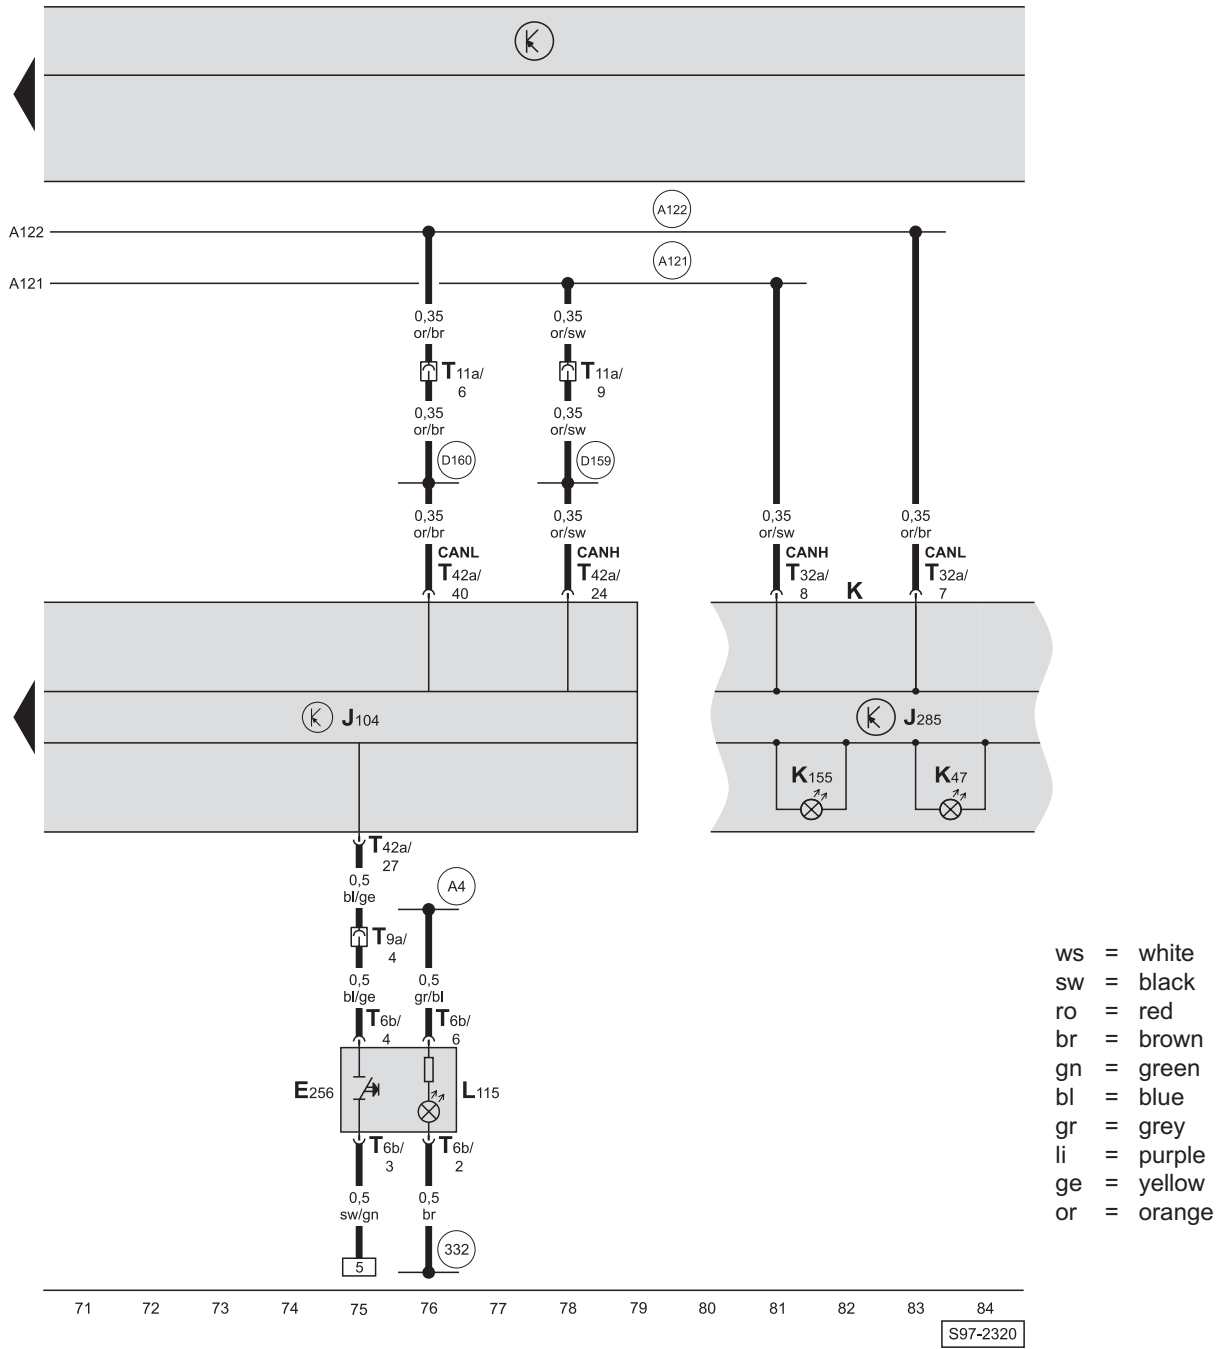 A122
A122
A121
A121
0,35
or/br
0,35
or/sw
T11a/
6
T11a/
9
0,35
or/br
0,35
or/sw
D160
D159
0,35
or/br
0,35
or/sw
0,35
or/sw
0,35
or/br
CANL
T42a/
40
CANH
T42a/
24
CANH
T32a/
8
K
CANL
T32a/
7
J104
J285
K155
K47
T42a/
27
0,5
bl/ge
A4
T9a/
4
0,5
bl/ge
0,5
gr/bl
T6b/
4
T6b/
6
E256
L115
T6b/
3
T6b/
2
0,5
sw/gn
0,5
br
5
332
ws = white
sw = black
ro = red
br = brown
gn = green
bl = blue
gr = grey
li = purple
ge = yellow
or = orange
71 72 73 74 75 76 77 78 79 80 81 82 83 84
S97-2320